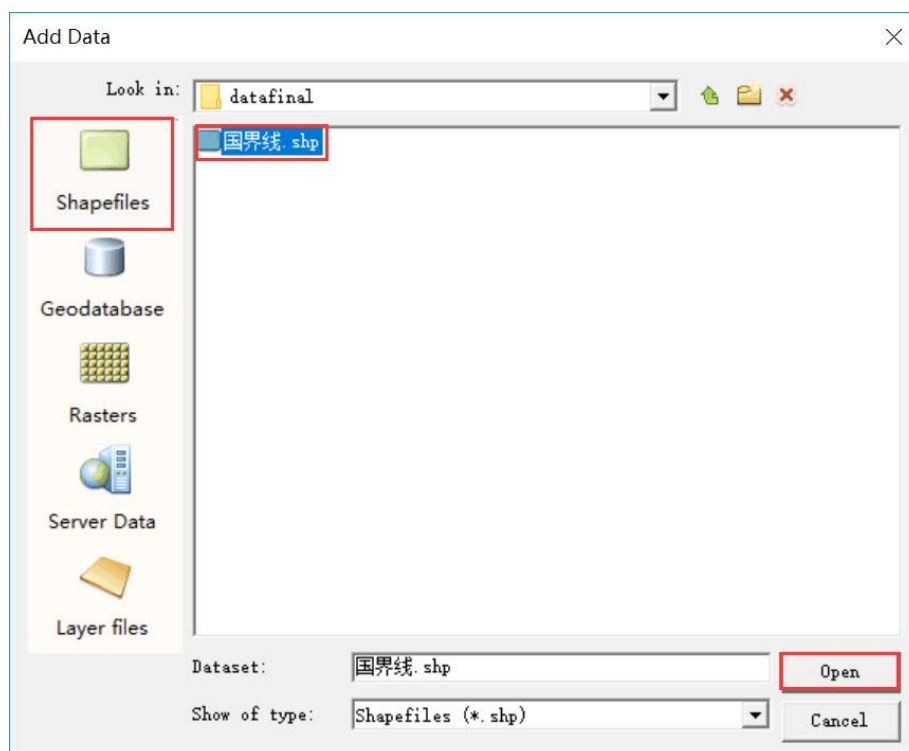 Add Data
Look in:
datafinal
国界线.shp
Shapefiles
Geodatabase
Rasters
Server Data
Layer files
Dataset:
国界线.shp
Open
Show of type:
Shapefiles (*.shp)
Cancel